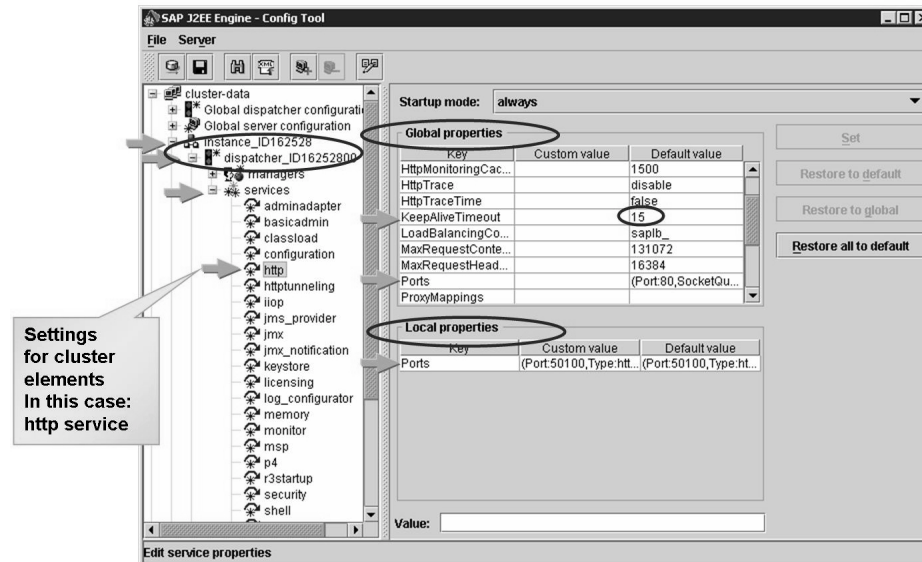 SAP J2EE Engine - Config Tool
File Server
cluster-data
Global dispatcher configurati
Global server configuration
Instance_ID162528
dispatcher_ID16252800
managers
services
adminadapter
basicadmin
classload
configuration
http
httptunneling
iiop
jms_provider
jmx
jmx_notification
keystore
licensing
log_configurator
memory
monitor
msp
p4
r3startup
security
shell
Settings
for cluster
elements
In this case:
http service
Startup mode: always
Global properties
Key Custom value Default value
HttpMonitoringCac... 1500
HttpTrace disable
HttpTraceTime false
KeepAliveTimeout 15
LoadBalancingCo... saplb_
MaxRequestConte... 131072
MaxRequestHead... 16384
Ports (Port:80,SocketQu...
ProxyMappings
Local properties
Key Custom value Default value
Ports (Port:50100,Type:htt... (Port:50100,Type:ht...
Value:
Set
Restore to default
Restore to global
Restore all to default
Edit service properties